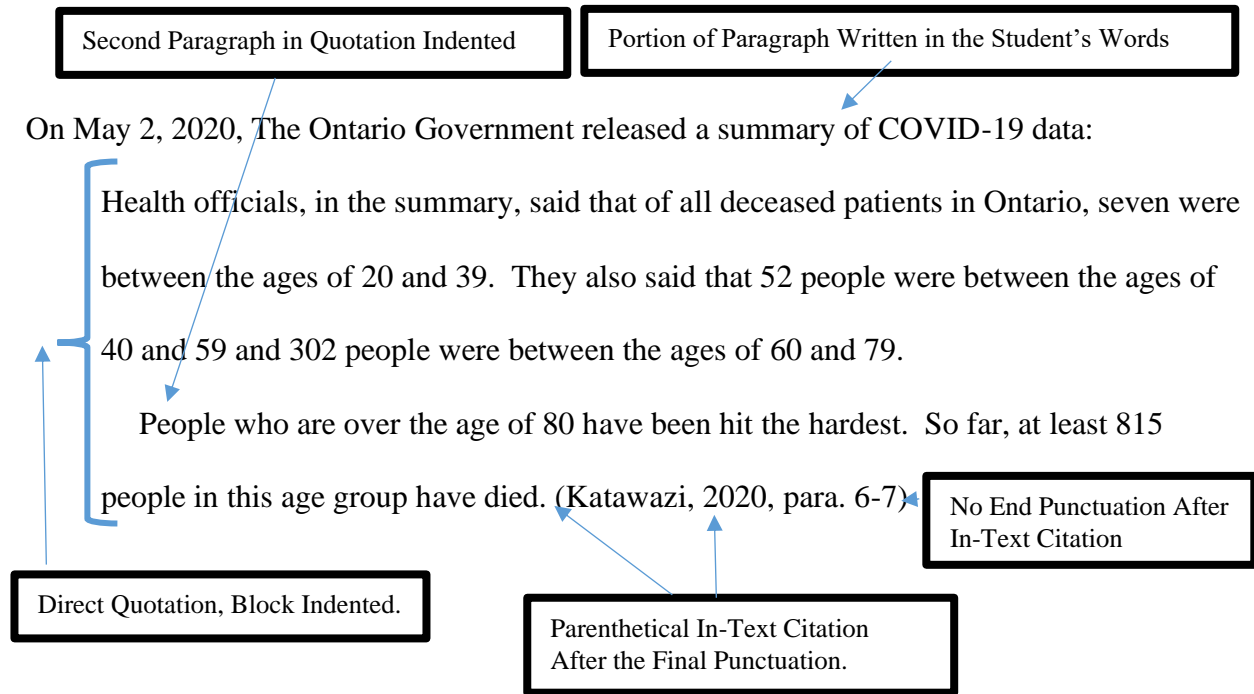 Second Paragraph in Quotation Indented
Portion of Paragraph Written in the Student’s Words
On May 2, 2020, The Ontario Government released a summary of COVID-19 data:
Health officials, in the summary, said that of all deceased patients in Ontario, seven were
between the ages of 20 and 39.  They also said that 52 people were between the ages of
40 and 59 and 302 people were between the ages of 60 and 79.
People who are over the age of 80 have been hit the hardest.  So far, at least 815
people in this age group have died. (Katawazi, 2020, para. 6-7)
No End Punctuation After
In-Text Citation
Direct Quotation, Block Indented.
Parenthetical In-Text Citation
After the Final Punctuation.